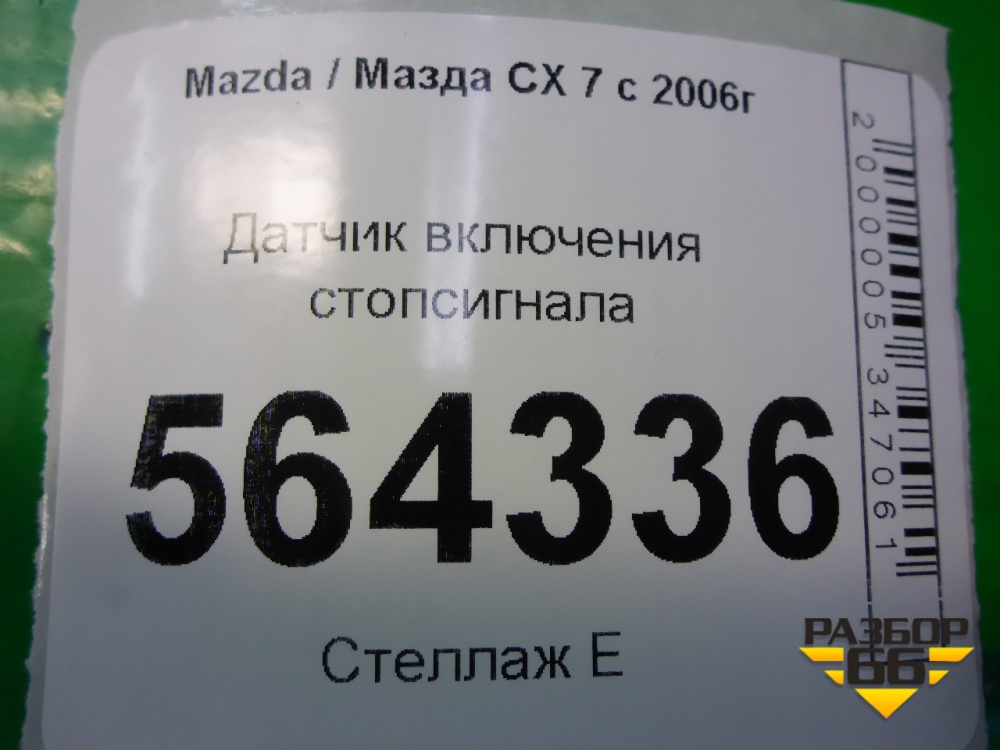 Mazda / Мазда CX 7 с 2006г
Датчик включения
стопсигнала
564336
Стеллаж Е
2000005347061
РАЗБОР
66